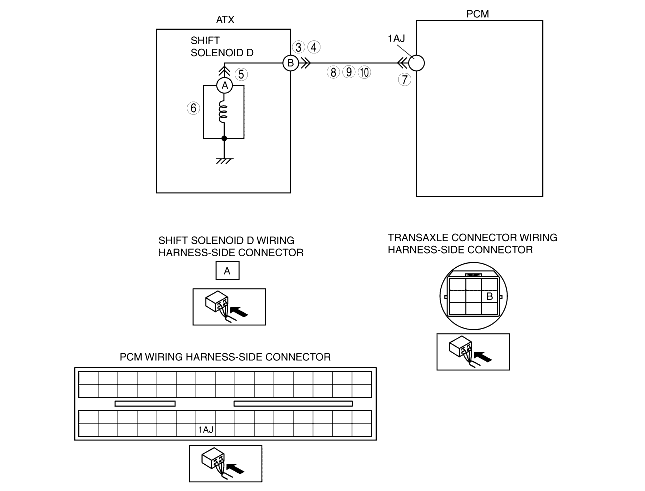 ATX
PCM
SHIFT
SOLENOID D
1AJ
3 4
B
5
A
8 9 10
7
6
SHIFT SOLENOID D WIRING
HARNESS-SIDE CONNECTOR
A
TRANSAXLE CONNECTOR WIRING
HARNESS-SIDE CONNECTOR
B
PCM WIRING HARNESS-SIDE CONNECTOR
1AJ